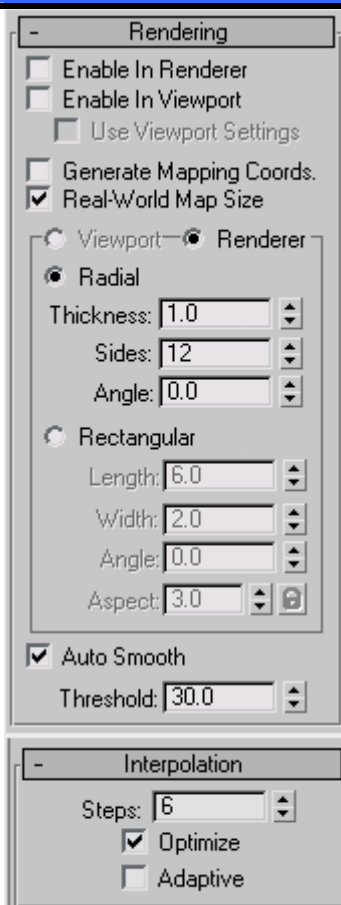 - Rendering
Enable In Renderer
Enable In Viewport
Use Viewport Settings
Generate Mapping Coords.
Real-World Map Size
Viewport Renderer
Radial
Thickness: 1.0
Sides: 12
Angle: 0.0
Rectangular
Length: 6.0
Width: 2.0
Angle: 0.0
Aspect: 3.0
Auto Smooth
Threshold: 30.0
- Interpolation
Steps: 6
Optimize
Adaptive